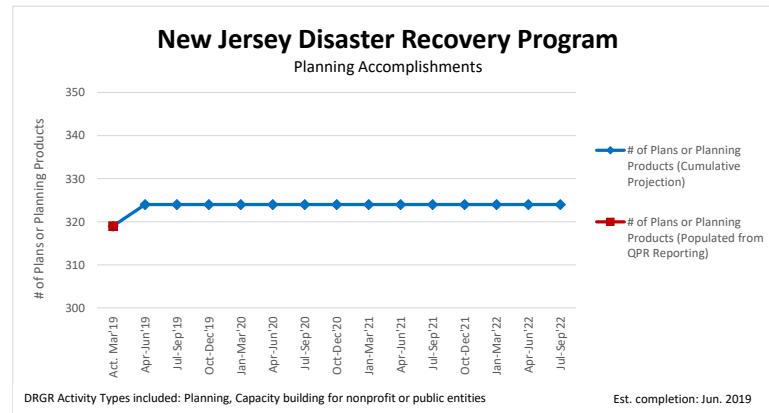 New Jersey Disaster Recovery Program
Planning Accomplishments
# of Plans or Planning Products
350
340
330
320
310
300
Act. Mar'19
Apr-Jun'19
Jul-Sep'19
Oct-Dec'19
Jan-Mar'20
Apr-Jun'20
Jul-Sep'20
Oct-Dec'20
Jan-Mar'21
Apr-Jun'21
Jul-Sep'21
Oct-Dec'21
Jan-Mar'22
Apr-Jun'22
Jul-Sep'22
# of Plans or Planning
Products (Cumulative
Projection)
# of Plans or Planning
Products (Populated from
QPR Reporting)
DRGR Activity Types included: Planning, Capacity building for nonprofit or public entities
Est. completion: Jun. 2019